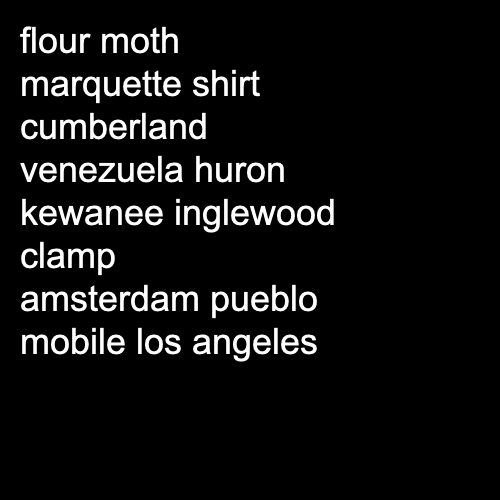 flour moth
marquette shirt
cumberland
venezuela huron
kewanee inglewood
clamp
amsterdam pueblo
mobile los angeles